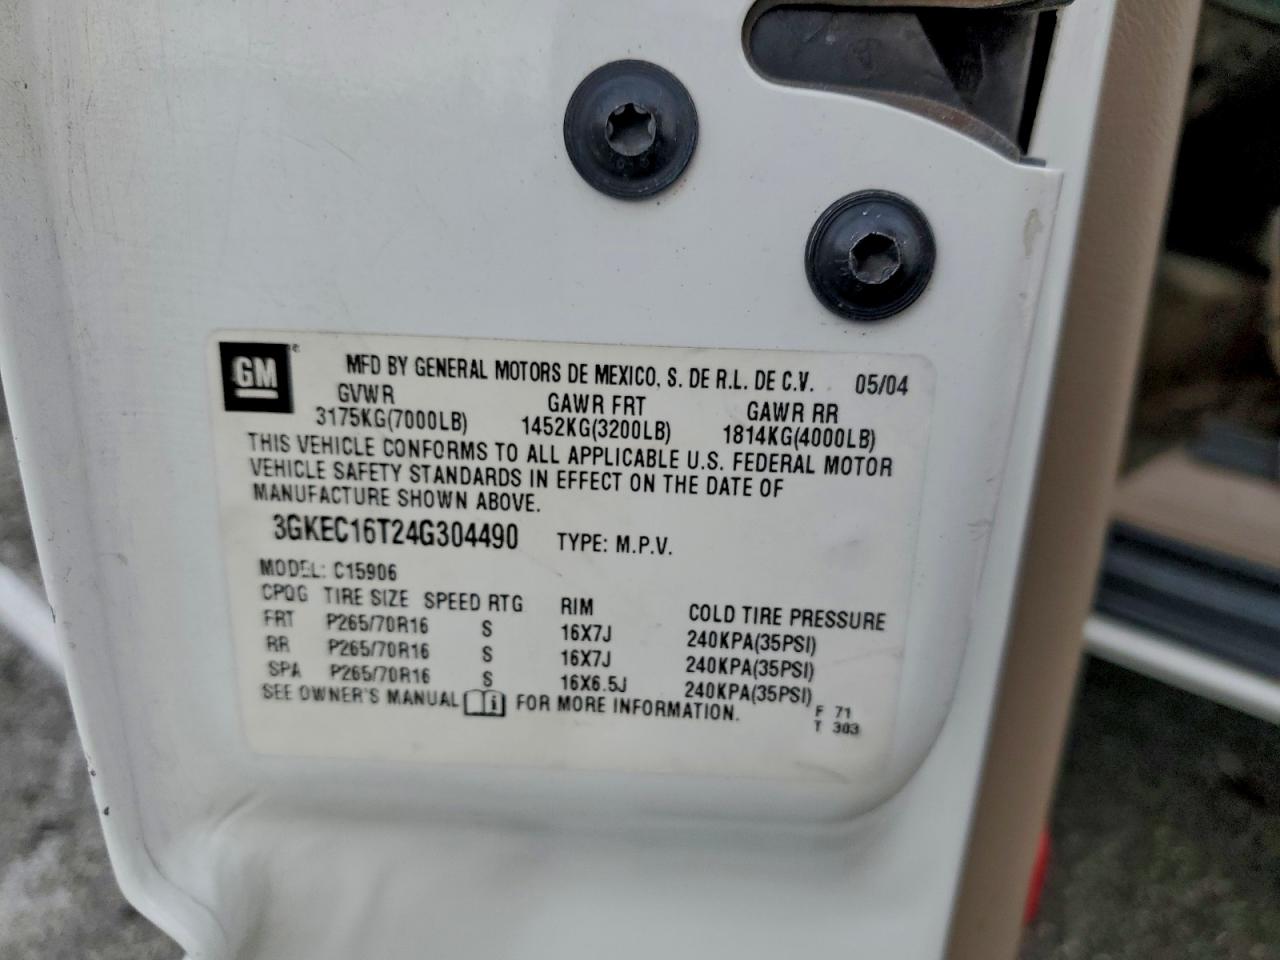 GM
MFD BY GENERAL MOTORS DE MEXICO, S. DE R.L. DE C.V. 05/04
GVWR GAWR FRT GAWR RR
3175KG(7000LB) 1452KG(3200LB) 1814KG(4000LB)
THIS VEHICLE CONFORMS TO ALL APPLICABLE U.S. FEDERAL MOTOR
VEHICLE SAFETY STANDARDS IN EFFECT ON THE DATE OF
MANUFACTURE SHOWN ABOVE.
3GKEC16T24G304490 TYPE: M.P.V.
MODEL: C15906
CPQG TIRE SIZE SPEED RTG RIM COLD TIRE PRESSURE
FRT P265/70R16 S 16X7J 240KPA(35PSI)
RR P265/70R16 S 16X7J 240KPA(35PSI)
SPA P265/70R16 S 16X6.5J 240KPA(35PSI)
SEE OWNER'S MANUAL FOR MORE INFORMATION.
F 71
T 303